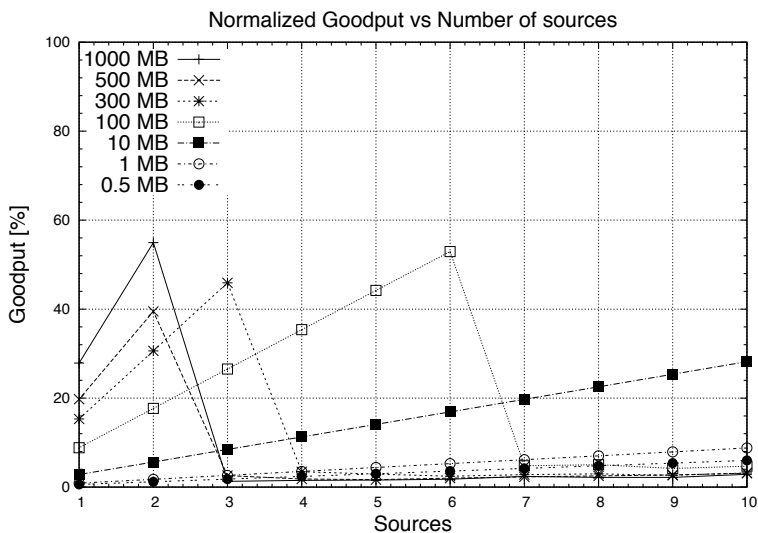 Normalized Goodput vs Number of sources
100
80
60
40
20
0
Goodput [%]
1000 MB
500 MB
300 MB
100 MB
10 MB
1 MB
0.5 MB
1 2 3 4 5 6 7 8 9 10
Sources